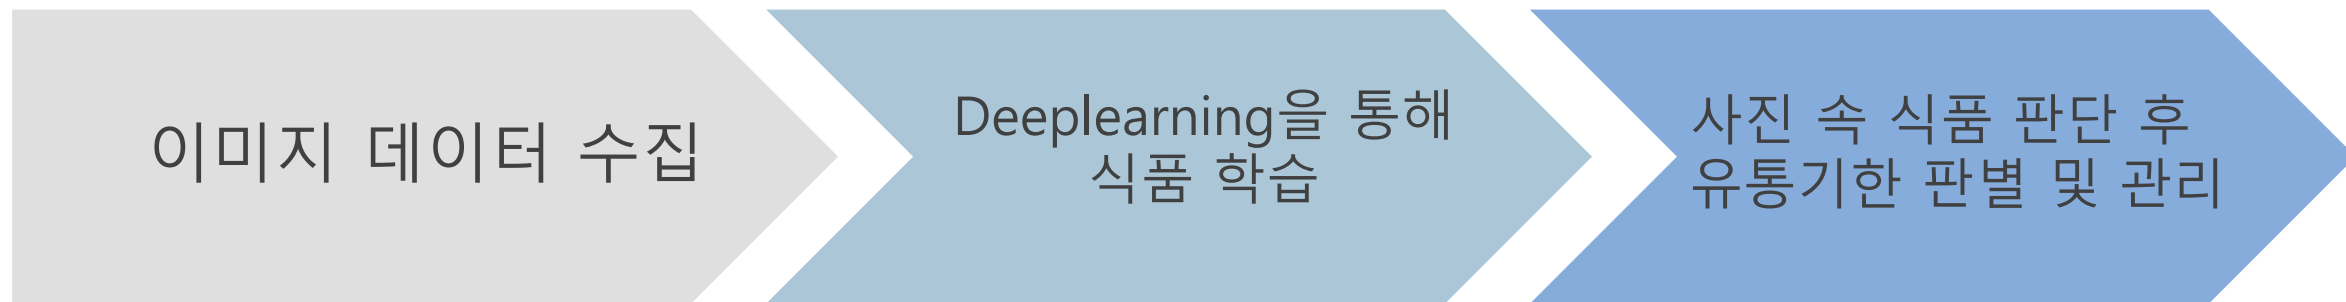 이미지 데이터 수집
Deeplearning을 통해
식품 학습
사진 속 식품 판단 후
유통기한 판별 및 관리